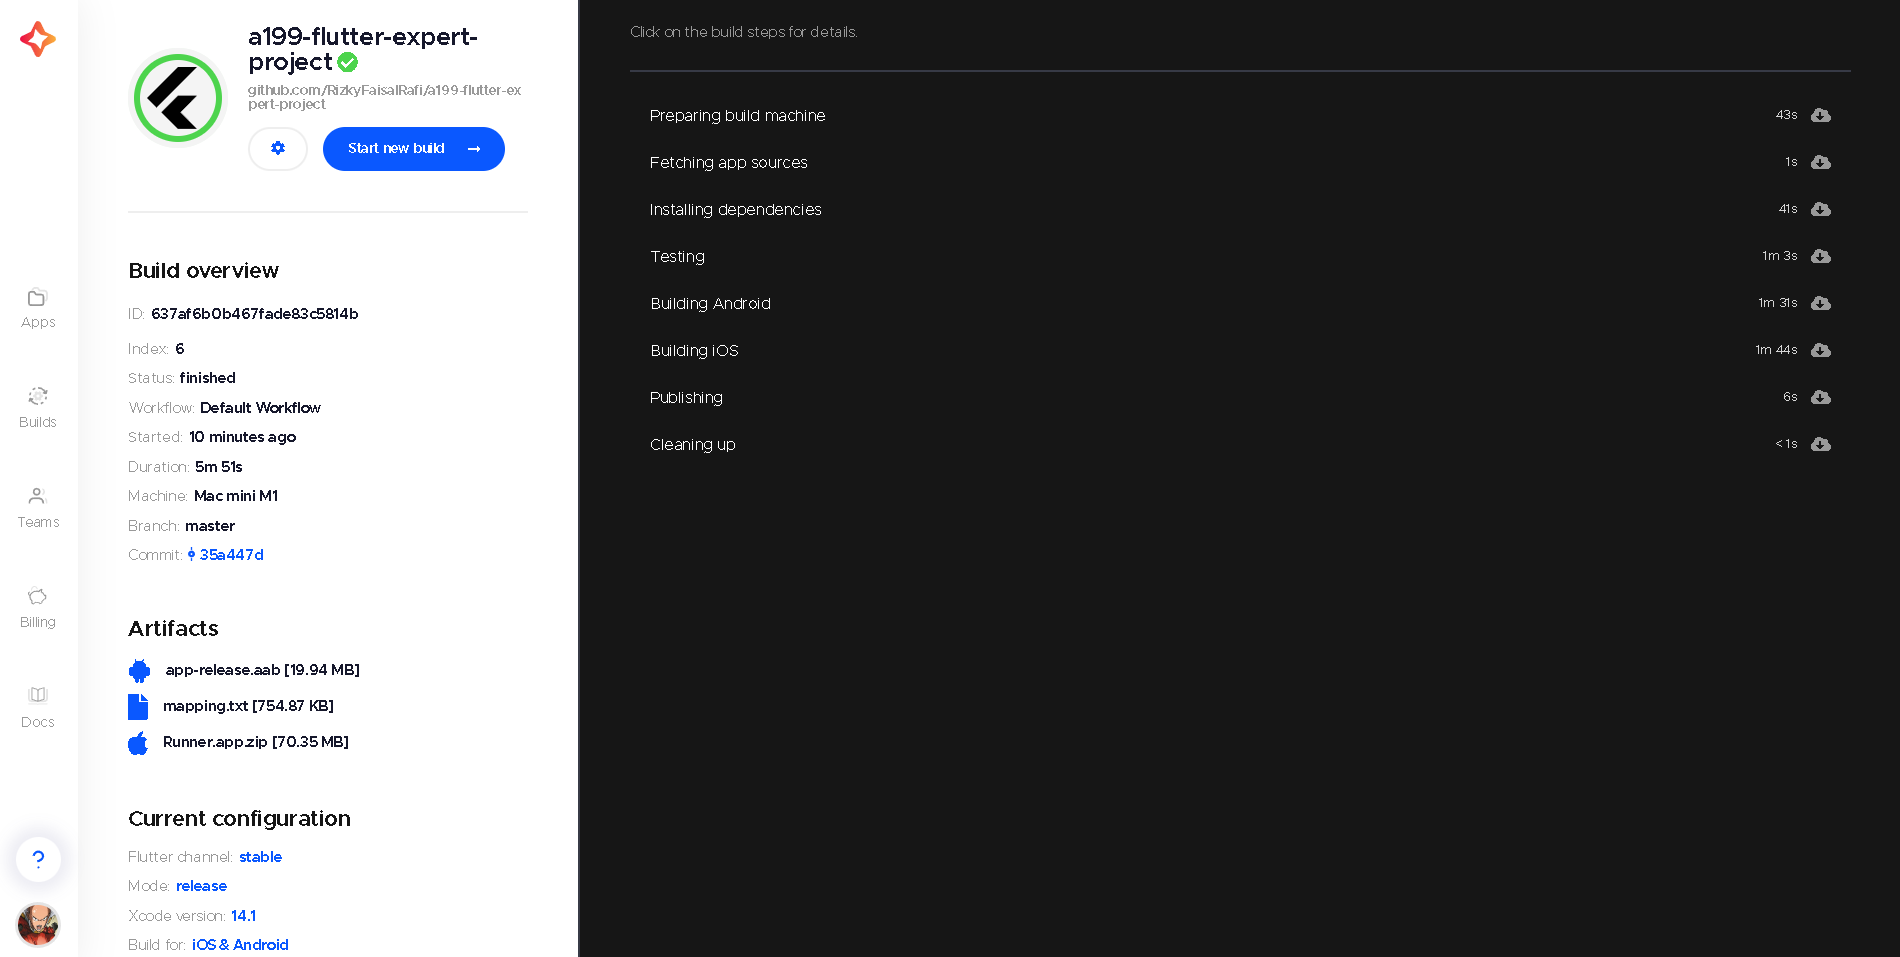 a199-flutter-expert-
project
github.com/RizkyFaisalRafi/a199-flutter-ex
pert-project
Start new build
Build overview
ID: 637af6b0b467fade83c5814b
Index: 6
Status: finished
Workflow: Default Workflow
Started: 10 minutes ago
Duration: 5m 51s
Machine: Mac mini M1
Branch: master
Commit: 35a447d
Artifacts
app-release.aab [19.94 MB]
mapping.txt [754.87 KB]
Runner.app.zip [70.35 MB]
Current configuration
Flutter channel: stable
Mode: release
Xcode version: 14.1
Build for: iOS & Android
Apps
Builds
Teams
Billing
Docs
?
Click on the build steps for details.
Preparing build machine 43s
Fetching app sources 1s
Installing dependencies 41s
Testing 1m 3s
Building Android 1m 31s
Building iOS 1m 44s
Publishing 6s
Cleaning up < 1s